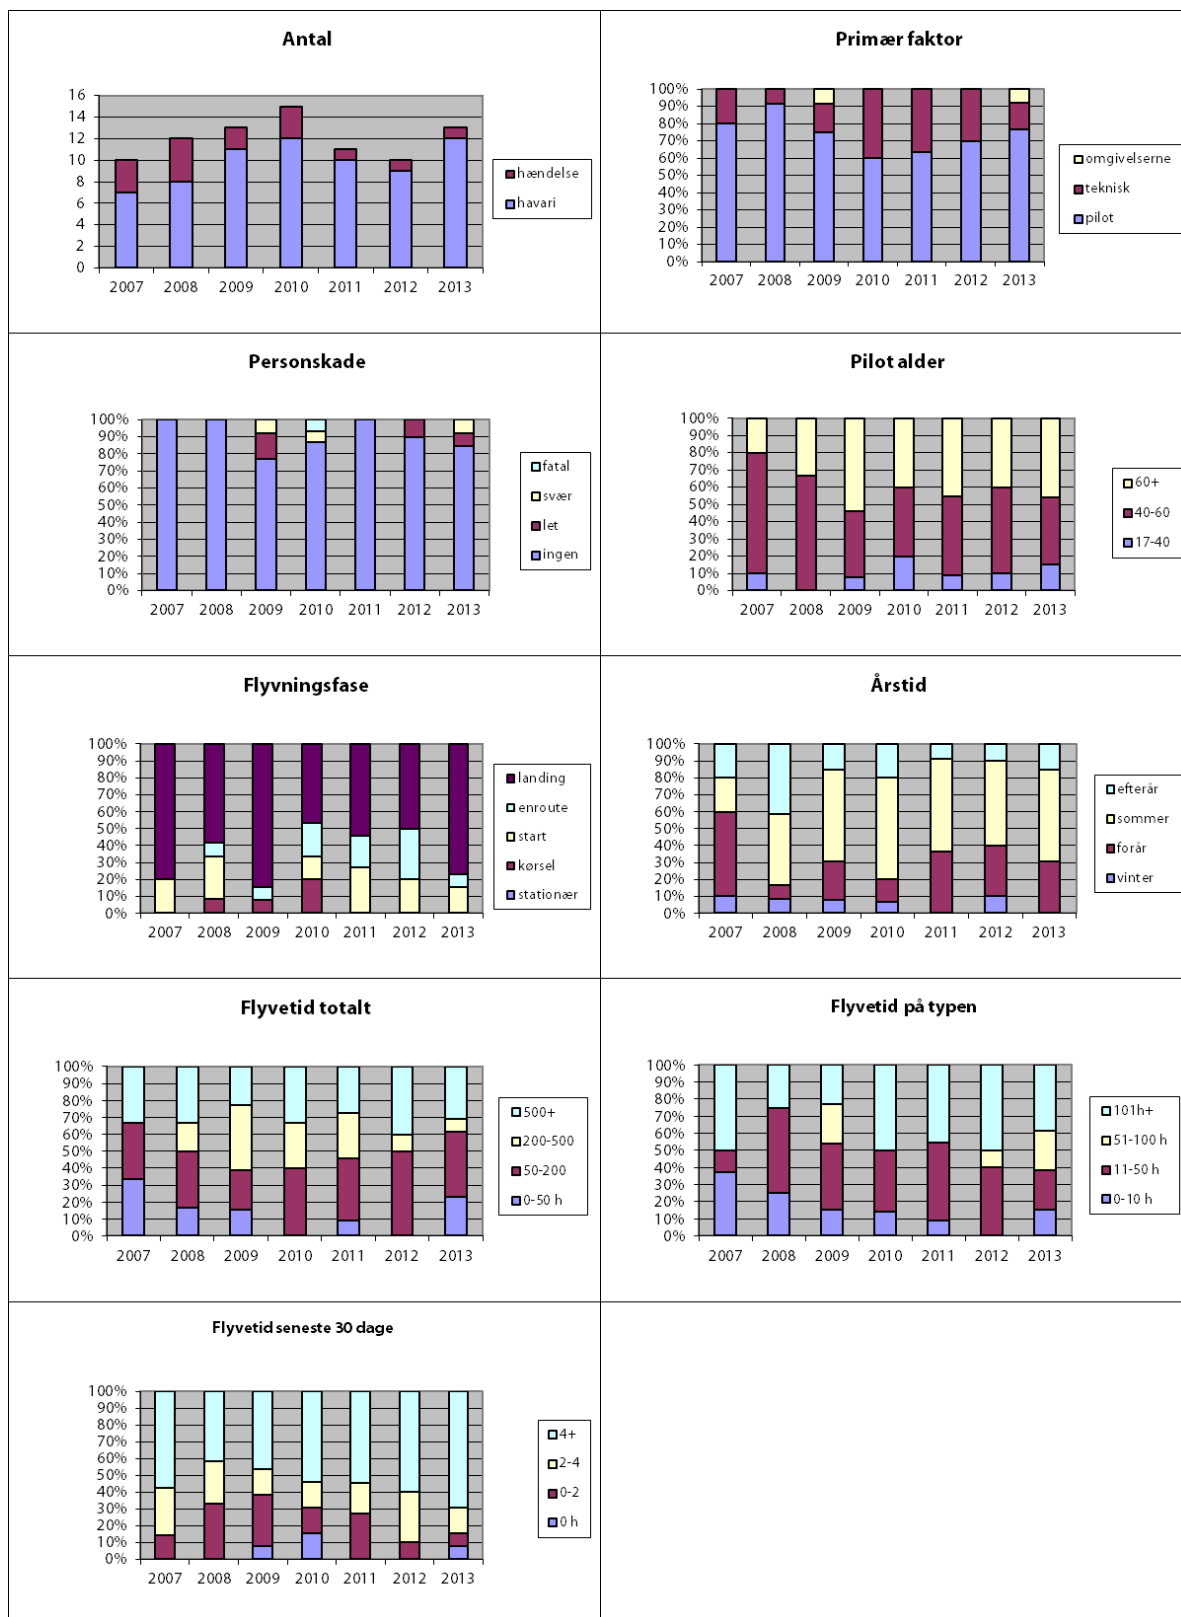 Antal
16
14
12
10
8
6
4
2
0
2007 2008 2009 2010 2011 2012 2013
hændelse
havari
Primær faktor
100%
90%
80%
70%
60%
50%
40%
30%
20%
10%
0%
2007 2008 2009 2010 2011 2012 2013
omgivelserne
teknisk
pilot
Personskade
100%
90%
80%
70%
60%
50%
40%
30%
20%
10%
0%
2007 2008 2009 2010 2011 2012 2013
fatal
svær
let
ingen
Pilot alder
100%
90%
80%
70%
60%
50%
40%
30%
20%
10%
0%
2007 2008 2009 2010 2011 2012 2013
60+
40-60
17-40
Flyvningsfase
100%
90%
80%
70%
60%
50%
40%
30%
20%
10%
0%
2007 2008 2009 2010 2011 2012 2013
landing
enroute
start
kørsel
stationær
Årstid
100%
90%
80%
70%
60%
50%
40%
30%
20%
10%
0%
2007 2008 2009 2010 2011 2012 2013
efterår
sommer
forår
vinter
Flyvetid totalt
100%
90%
80%
70%
60%
50%
40%
30%
20%
10%
0%
2007 2008 2009 2010 2011 2012 2013
500+
200-500
50-200
0-50 h
Flyvetid på typen
100%
90%
80%
70%
60%
50%
40%
30%
20%
10%
0%
2007 2008 2009 2010 2011 2012 2013
101h+
51-100 h
11-50 h
0-10 h
Flyvetid seneste 30 dage
100%
90%
80%
70%
60%
50%
40%
30%
20%
10%
0%
2007 2008 2009 2010 2011 2012 2013
4+
2-4
0-2
0 h